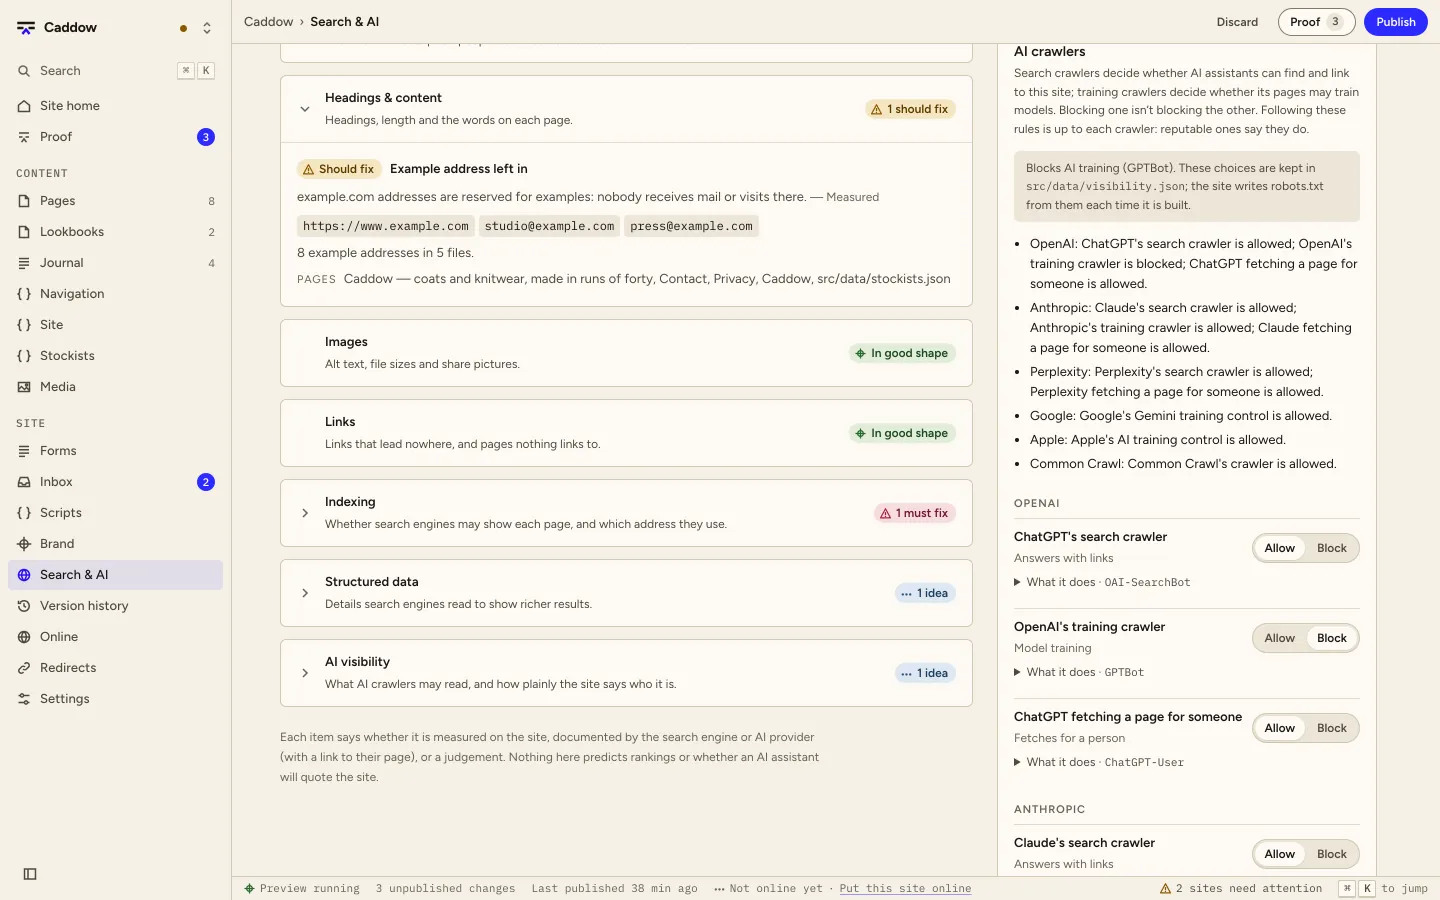 Caddow
Search
⌘ K
Site home
Proof 3
CONTENT
Pages 8
Lookbooks 2
Journal 4
Navigation
Site
Stockists
Media
SITE
Forms
Inbox 2
Scripts
Brand
Search & AI
Version history
Online
Redirects
Settings
Caddow › Search & AI
Discard
Proof 3
Publish
Headings & content
Headings, length and the words on each page.
1 should fix
Should fix Example address left in
example.com addresses are reserved for examples: nobody receives mail or visits there. — Measured
https://www.example.com studio@example.com press@example.com
8 example addresses in 5 files.
PAGES Caddow — coats and knitwear, made in runs of forty, Contact, Privacy, Caddow, src/data/stockists.json
Images
Alt text, file sizes and share pictures.
In good shape
Links
Links that lead nowhere, and pages nothing links to.
In good shape
Indexing
Whether search engines may show each page, and which address they use.
1 must fix
Structured data
Details search engines read to show richer results.
1 idea
AI visibility
What AI crawlers may read, and how plainly the site says who it is.
1 idea
Each item says whether it is measured on the site, documented by the search engine or AI provider
(with a link to their page), or a judgement. Nothing here predicts rankings or whether an AI assistant
will quote the site.
AI crawlers
Search crawlers decide whether AI assistants can find and link
to this site; training crawlers decide whether its pages may train
models. Blocking one isn't blocking the other. Following these
rules is up to each crawler: reputable ones say they do.
Blocks AI training (GPTBot). These choices are kept in
src/data/visibility.json; the site writes robots.txt
from them each time it is built.
• OpenAI: ChatGPT's search crawler is allowed; OpenAI's
training crawler is blocked; ChatGPT fetching a page for
someone is allowed.
• Anthropic: Claude's search crawler is allowed;
Anthropic's training crawler is allowed; Claude fetching
a page for someone is allowed.
• Perplexity: Perplexity's search crawler is allowed;
Perplexity fetching a page for someone is allowed.
• Google: Google's Gemini training control is allowed.
• Apple: Apple's AI training control is allowed.
• Common Crawl: Common Crawl's crawler is allowed.
OPENAI
ChatGPT's search crawler
Answers with links
Allow Block
What it does · OAI-SearchBot
OpenAI's training crawler
Model training
Allow Block
What it does · GPTBot
ChatGPT fetching a page for someone
Fetches for a person
Allow Block
What it does · ChatGPT-User
ANTHROPIC
Claude's search crawler
Answers with links
Allow Block
Preview running
3 unpublished changes
Last published 38 min ago
Not online yet · Put this site online
2 sites need attention
⌘ K to jump